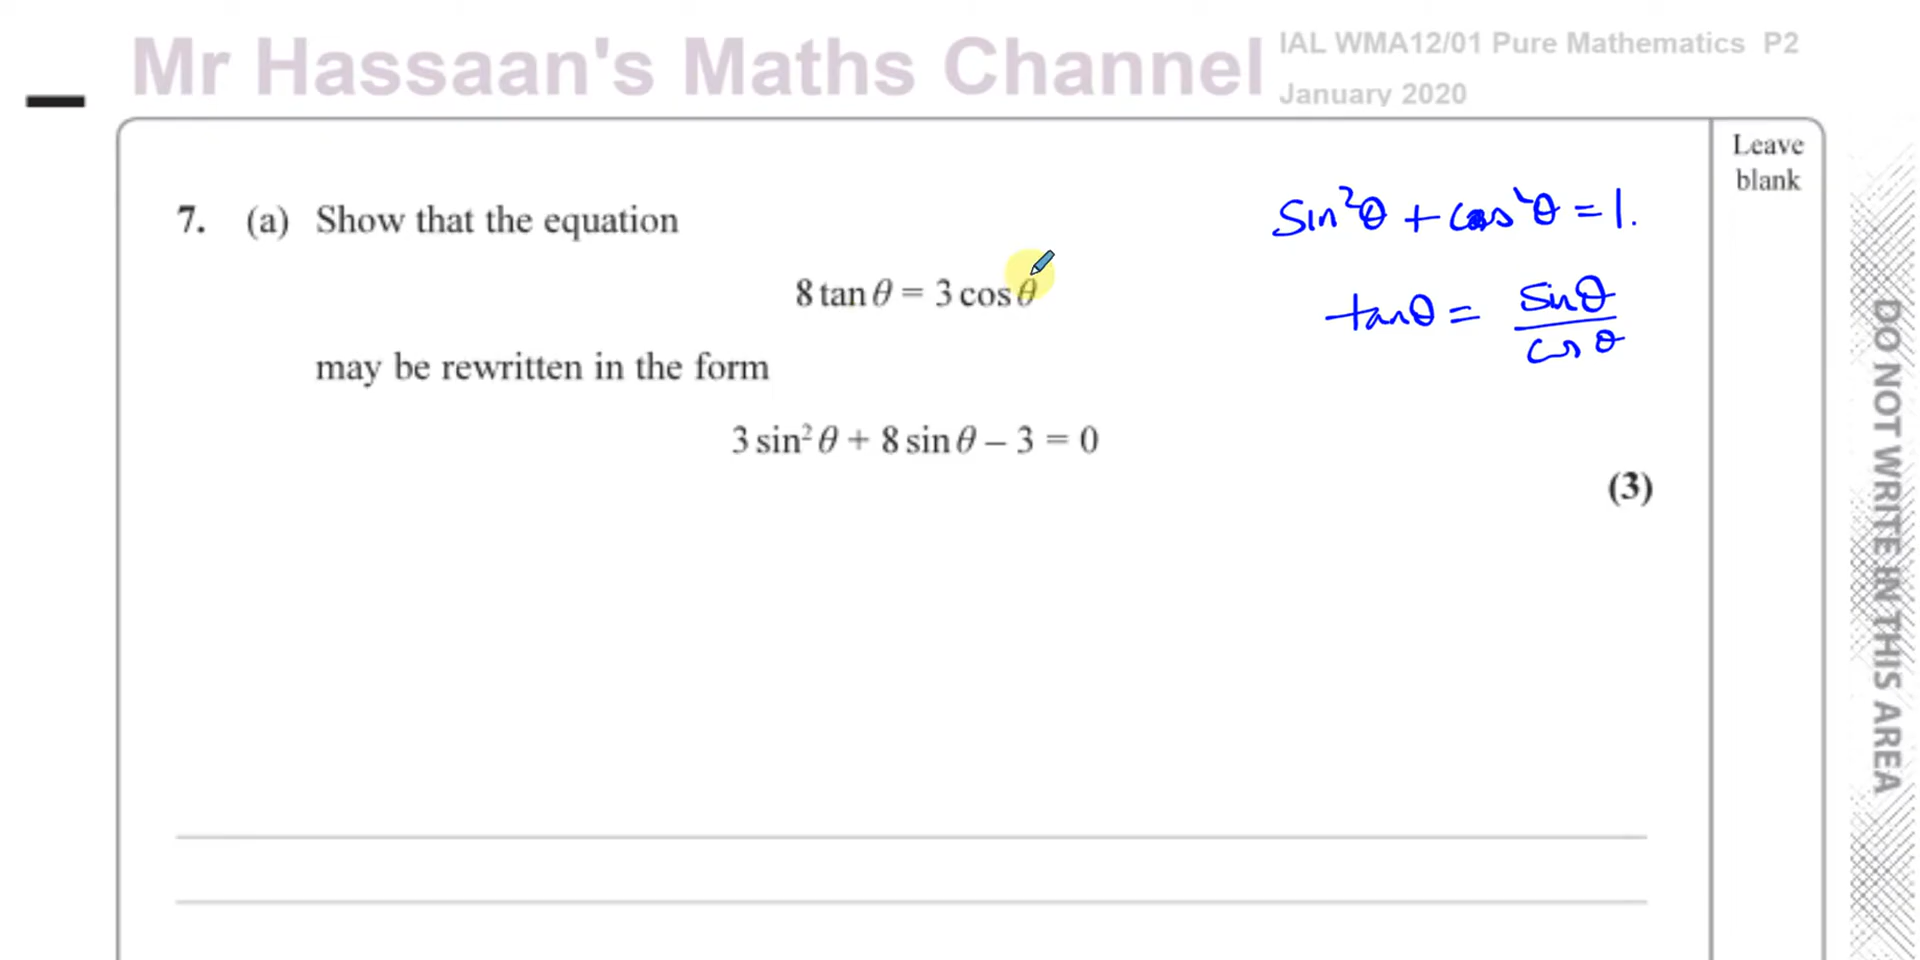 Mr Hassaan's Maths Channel
IAL WMA12/01 Pure Mathematics P2
January 2020
Leave
blank
7. (a) Show that the equation
8 tan θ = 3 cos θ
may be rewritten in the form
3 sin² θ + 8 sin θ – 3 = 0
(3)
sin²θ + cos²θ = 1.
tanθ = sinθ / cos θ
DO NOT WRITE IN THIS AREA